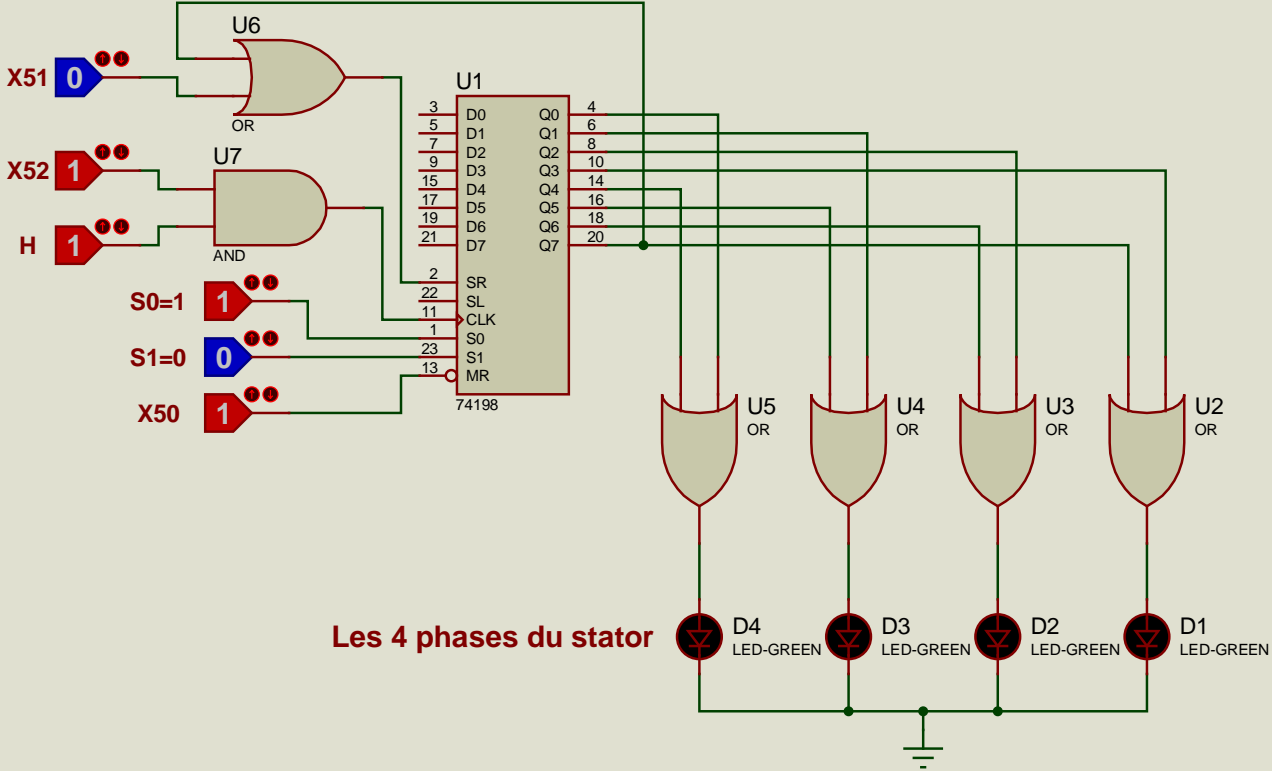 U6
X51 0
OR
U1
X52 1
U7
H 1
AND
S0=1 1
S1=0 0
X50 1
3 D0 Q0 4
5 D1 Q1 6
7 D2 Q2 8
9 D3 Q3 10
15 D4 Q4 14
17 D5 Q5 16
19 D6 Q6 18
21 D7 Q7 20
2 SR
22 SL
11 CLK
1 S0
23 S1
13 MR
74198
U5
OR
U4
OR
U3
OR
U2
OR
Les 4 phases du stator
D4
LED-GREEN
D3
LED-GREEN
D2
LED-GREEN
D1
LED-GREEN